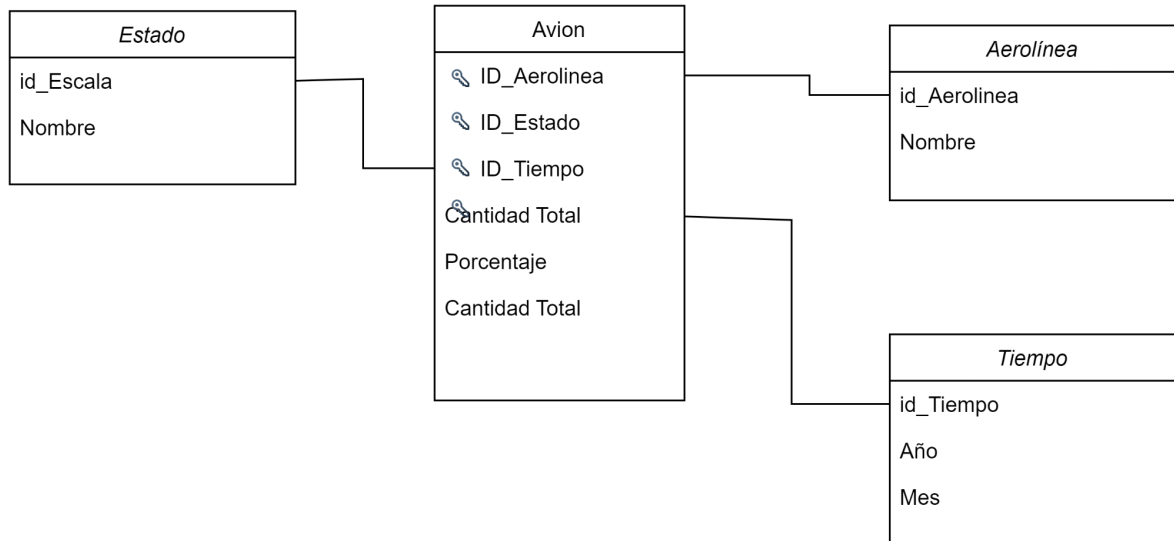 Estado
id_Escala
Nombre
Avion
ID_Aerolinea
ID_Estado
ID_Tiempo
Cantidad Total
Porcentaje
Cantidad Total
Aerolínea
id_Aerolinea
Nombre
Tiempo
id_Tiempo
Año
Mes